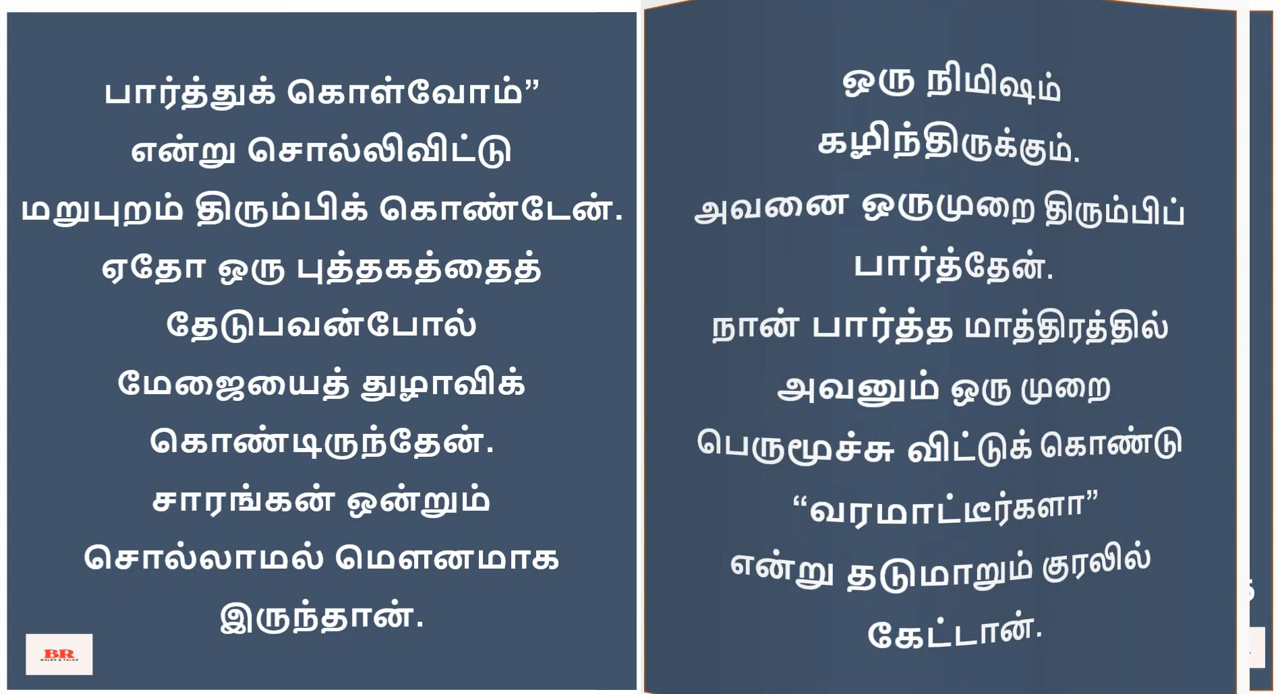 பார்த்துக் கொள்வோம்”
என்று சொல்லிவிட்டு
மறுபுறம் திரும்பிக் கொண்டேன்.
ஏதோ ஒரு புத்தகத்தைத்
தேடுபவன்போல்
மேஜையைத் துழாவிக்
கொண்டிருந்தேன்.
சாரங்கன் ஒன்றும்
சொல்லாமல் மௌனமாக
இருந்தான்.
BR
ஒரு நிமிஷம்
கழிந்திருக்கும்.
அவனை ஒருமுறை திரும்பிப்
பார்த்தேன்.
நான் பார்த்த மாத்திரத்தில்
அவனும் ஒரு முறை
பெருமூச்சு விட்டுக் கொண்டு
“வரமாட்டீர்களா”
என்று தடுமாறும் குரலில்
கேட்டான்.